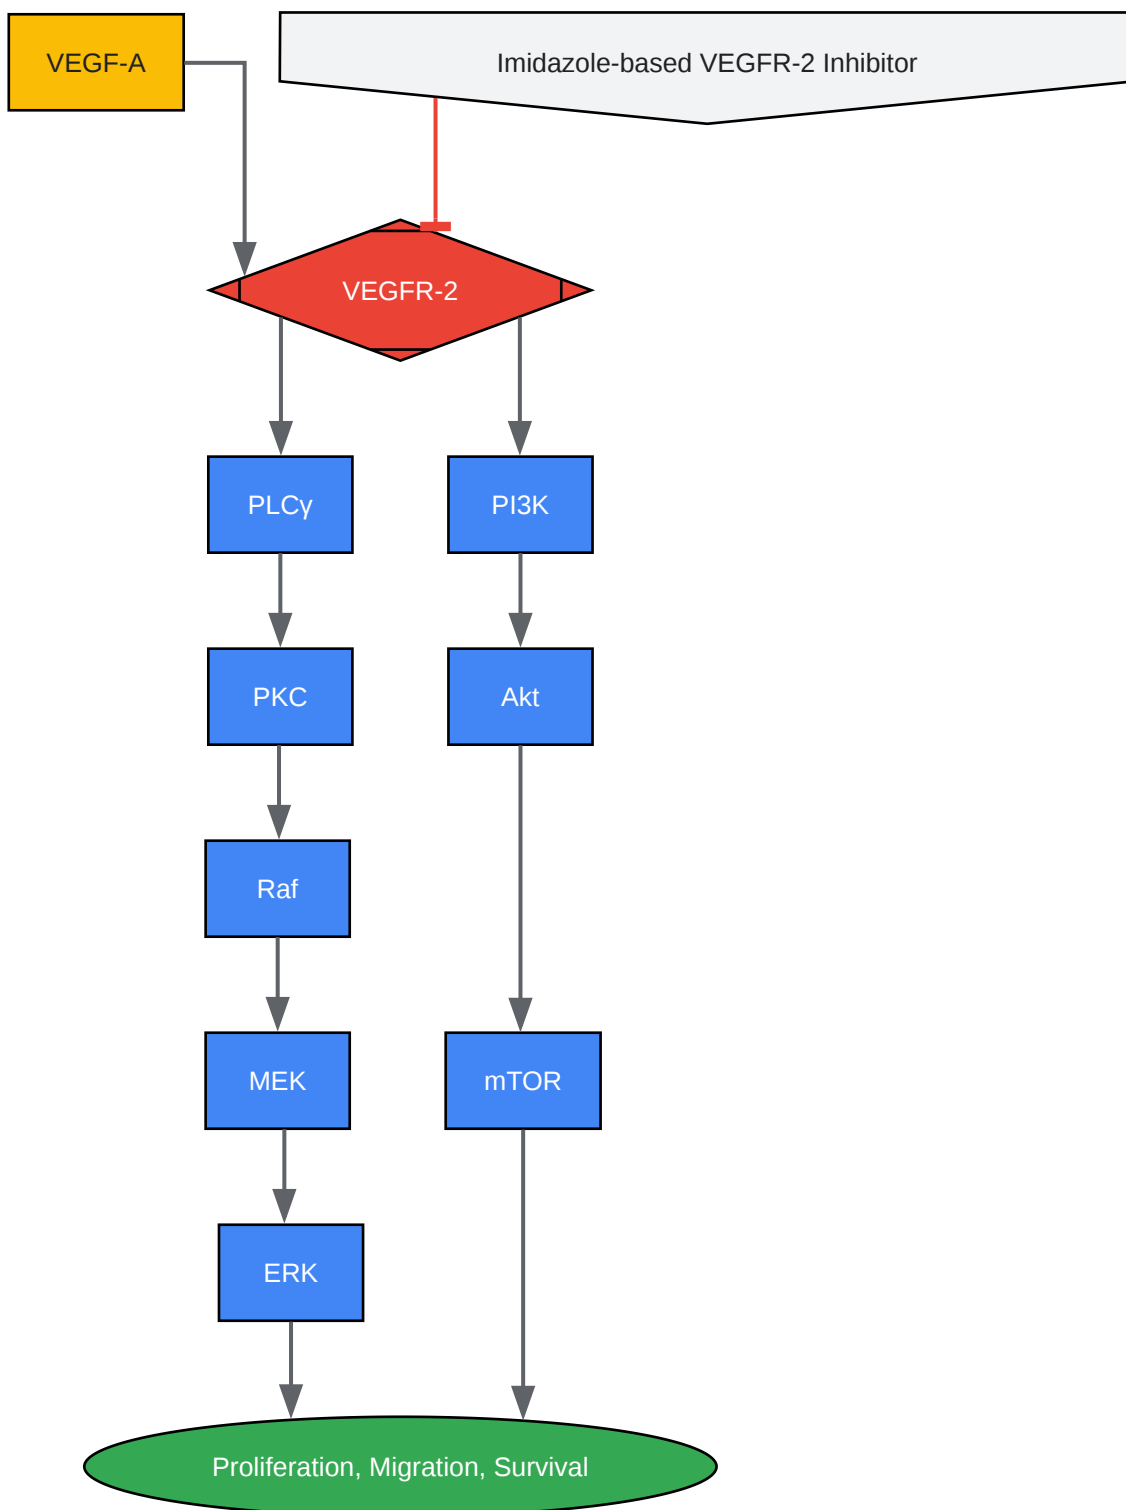 VEGF-A
Imidazole-based VEGFR-2 Inhibitor
VEGFR-2
PLCγ
PI3K
PKC
Akt
Raf
MEK
mTOR
ERK
Proliferation, Migration, Survival